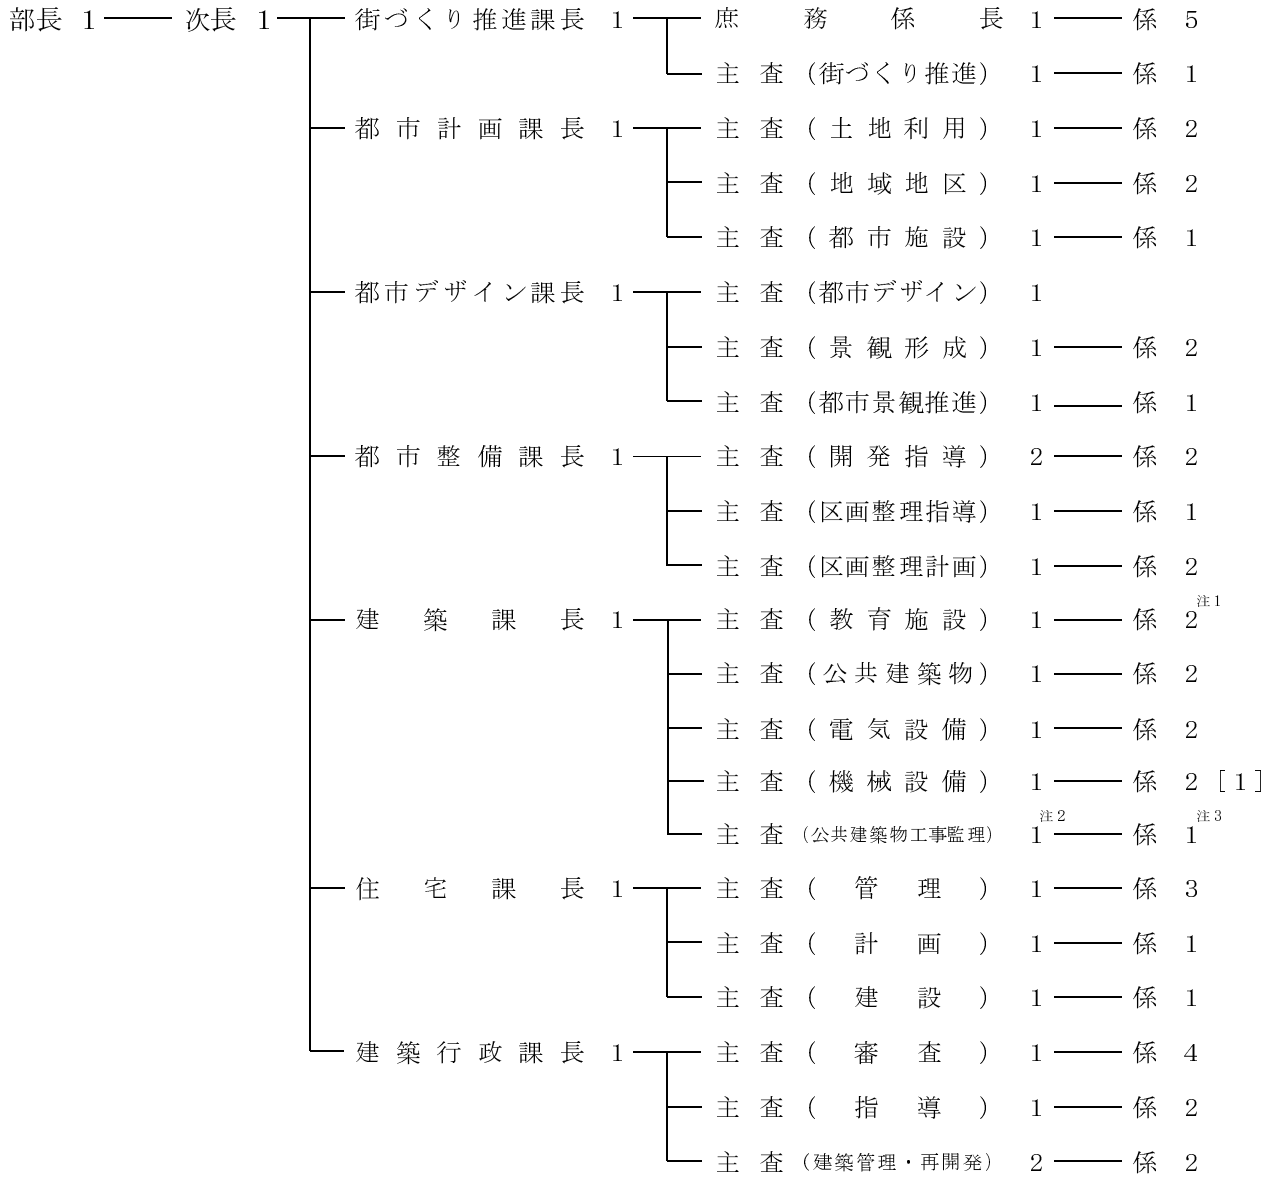 部長 1 次長 1 街づくり推進課長 1 庶務係長 1 係 5
主査(街づくり推進) 1 係 1
都市計画課長 1 主査(土地利用) 1 係 2
主査(地域地区) 1 係 2
主査(都市施設) 1 係 1
都市デザイン課長 1 主査(都市デザイン) 1
主査(景観形成) 1 係 2
主査(都市景観推進) 1 係 1
都市整備課長 1 主査(開発指導) 2 係 2
主査(区画整理指導) 1 係 1
主査(区画整理計画) 1 係 2
建築課長 1 主査(教育施設) 1 係 2注1
主査(公共建築物) 1 係 2
主査(電気設備) 1 係 2
主査(機械設備) 1 係 2[1]
主査(公共建築物工事監理) 1注2 係 1注3
住宅課長 1 主査(管理) 1 係 3
主査(計画) 1 係 1
主査(建設) 1 係 1
建築行政課長 1 主査(審査) 1 係 4
主査(指導) 1 係 2
主査(建築管理・再開発) 2 係 2